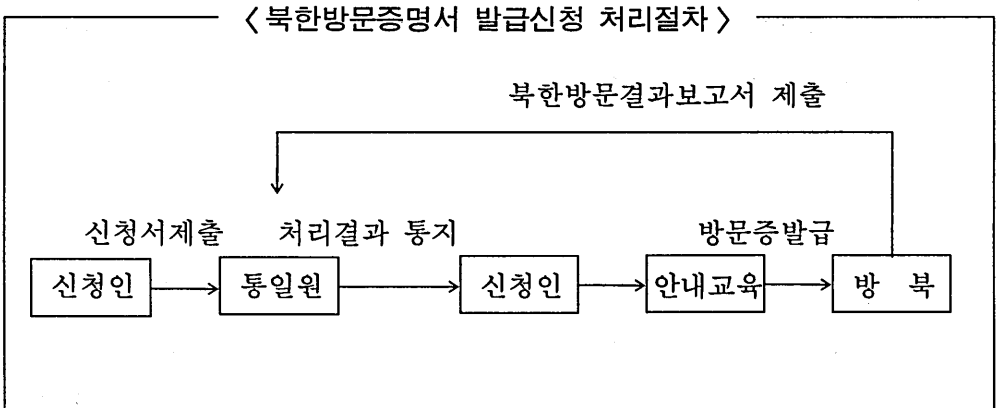 〈북한방문증명서 발급신청 처리절차〉
북한방문결과보고서 제출
신청서제출 처리결과 통지 방문증발급
신청인 통일원 신청인 안내교육 방 북